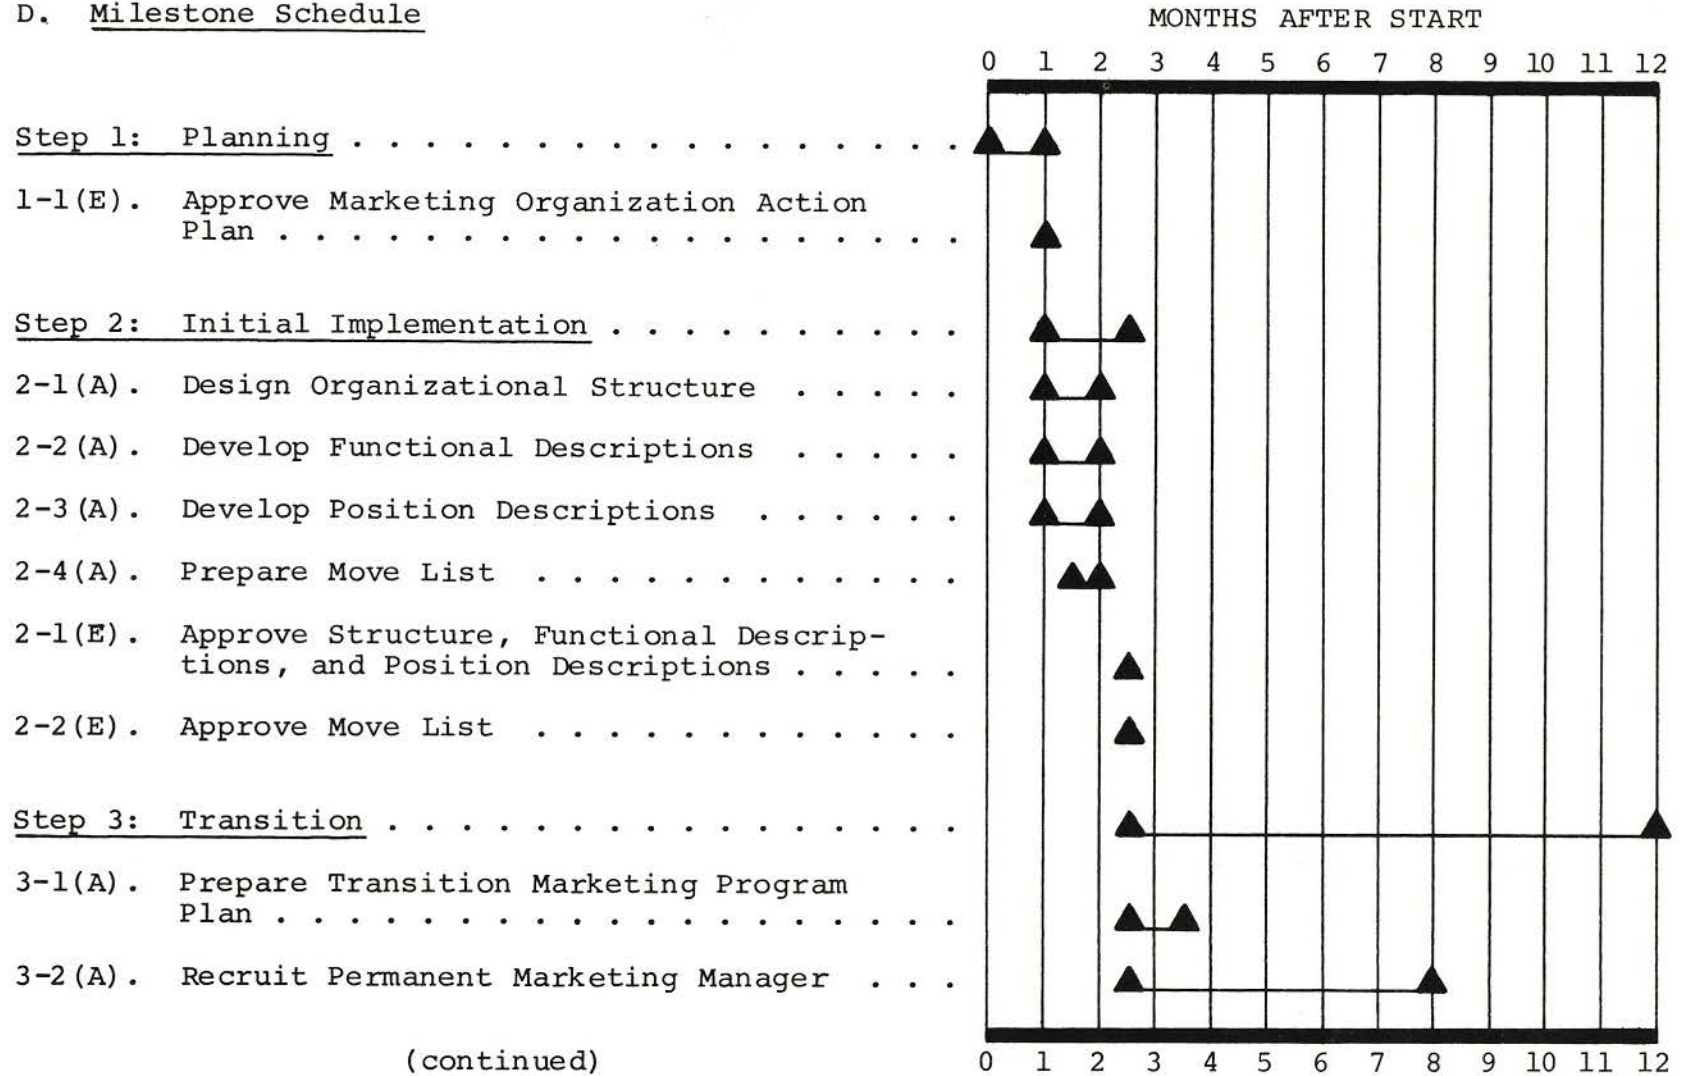 D. Milestone Schedule
MONTHS AFTER START
0 1 2 3 4 5 6 7 8 9 10 11 12
Step 1: Planning . . . . . . . . . . . . . . . . .
1-1(E). Approve Marketing Organization Action
Plan . . . . . . . . . . . . . . . . . . .
Step 2: Initial Implementation . . . . . . . . . .
2-1(A). Design Organizational Structure . . . . .
2-2(A). Develop Functional Descriptions . . . . .
2-3(A). Develop Position Descriptions . . . . . .
2-4(A). Prepare Move List . . . . . . . . . . . .
2-1(E). Approve Structure, Functional Descrip-
tions, and Position Descriptions . . . . .
2-2(E). Approve Move List . . . . . . . . . . . .
Step 3: Transition . . . . . . . . . . . . . . . .
3-1(A). Prepare Transition Marketing Program
Plan . . . . . . . . . . . . . . . . . . .
3-2(A). Recruit Permanent Marketing Manager . . .
(continued)
0 1 2 3 4 5 6 7 8 9 10 11 12